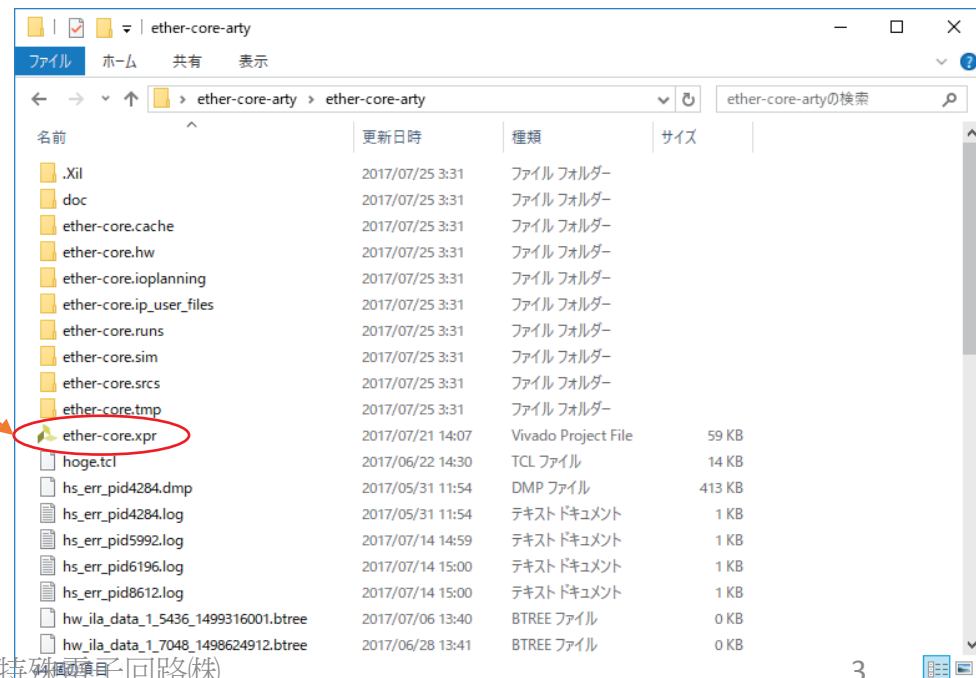 ether-core-arty
ファイル ホーム 共有 表示
ether-core-arty ether-core-arty ether-core-artyの検索
名前 更新日時 種類 サイズ
.Xil 2017/07/25 3:31 ファイル フォルダー
doc 2017/07/25 3:31 ファイル フォルダー
ether-core.cache 2017/07/25 3:31 ファイル フォルダー
ether-core.hw 2017/07/25 3:31 ファイル フォルダー
ether-core.ioplanning 2017/07/25 3:31 ファイル フォルダー
ether-core.ip_user_files 2017/07/25 3:31 ファイル フォルダー
ether-core.runs 2017/07/25 3:31 ファイル フォルダー
ether-core.sim 2017/07/25 3:31 ファイル フォルダー
ether-core.srcs 2017/07/25 3:31 ファイル フォルダー
ether-core.tmp 2017/07/25 3:31 ファイル フォルダー
ether-core.xpr 2017/07/21 14:07 Vivado Project File 59 KB
hoge.tcl 2017/06/22 14:30 TCL ファイル 14 KB
hs_err_pid4284.dmp 2017/05/31 11:54 DMP ファイル 413 KB
hs_err_pid4284.log 2017/05/31 11:54 テキスト ドキュメント 1 KB
hs_err_pid5992.log 2017/07/14 14:59 テキスト ドキュメント 1 KB
hs_err_pid6196.log 2017/07/14 15:00 テキスト ドキュメント 1 KB
hs_err_pid8612.log 2017/07/14 15:00 テキスト ドキュメント 1 KB
hw_ila_data_1_5436_1499316001.btree 2017/07/06 13:40 BTREE ファイル 0 KB
hw_ila_data_1_7048_1498624912.btree 2017/06/28 13:41 BTREE ファイル 0 KB
特殊電子回路㈱ 3